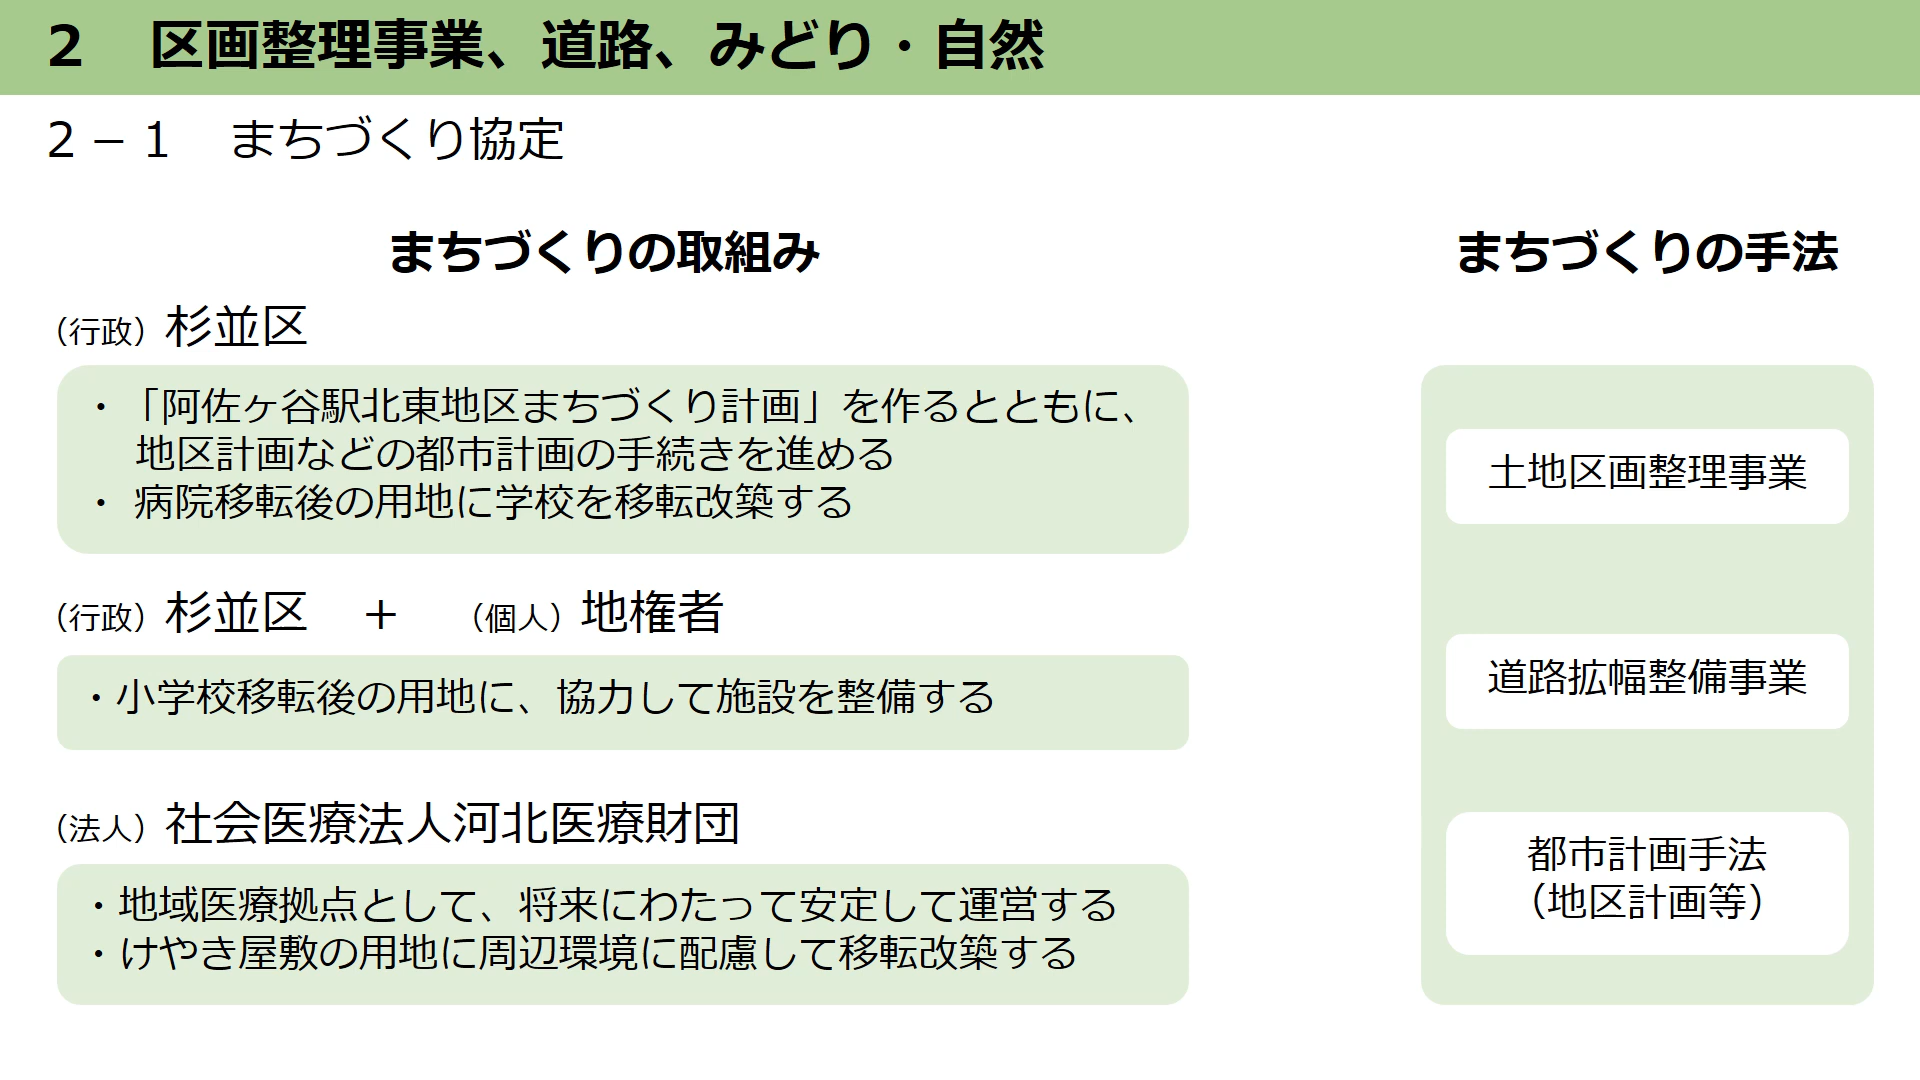 2　区画整理事業、道路、みどり・自然
2－1　まちづくり協定
まちづくりの取組み
（行政）杉並区
・「阿佐ヶ谷駅北東地区まちづくり計画」を作るとともに、
地区計画などの都市計画の手続きを進める
・ 病院移転後の用地に学校を移転改築する
（行政）杉並区　＋　（個人）地権者
・小学校移転後の用地に、協力して施設を整備する
（法人）社会医療法人河北医療財団
・地域医療拠点として、将来にわたって安定して運営する
・けやき屋敷の用地に周辺環境に配慮して移転改築する
まちづくりの手法
土地区画整理事業
道路拡幅整備事業
都市計画手法
（地区計画等）